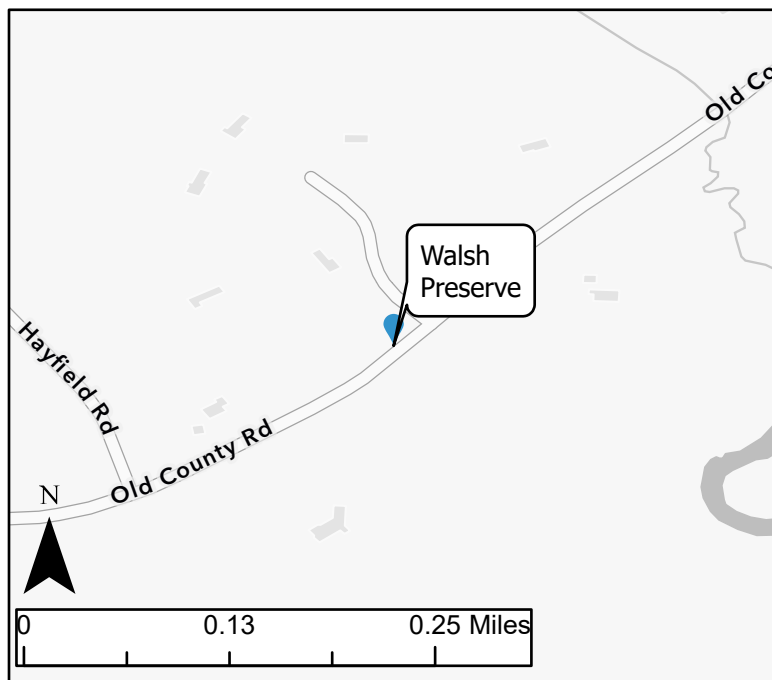 Old Co
Walsh
Preserve
Hayfield Rd
Old County Rd
N
0 0.13 0.25 Miles